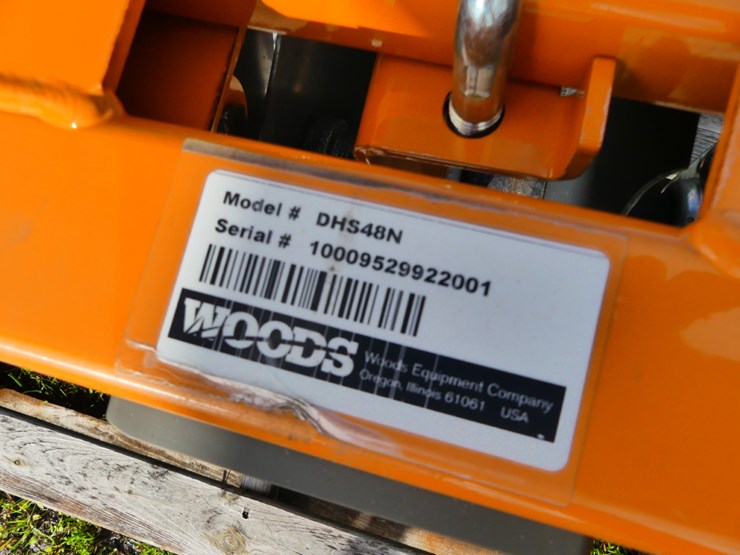 Model # DHS48N
Serial # 10009529922001
WOODS
Woods Equipment Company
Oregon, Illinois 61061 USA